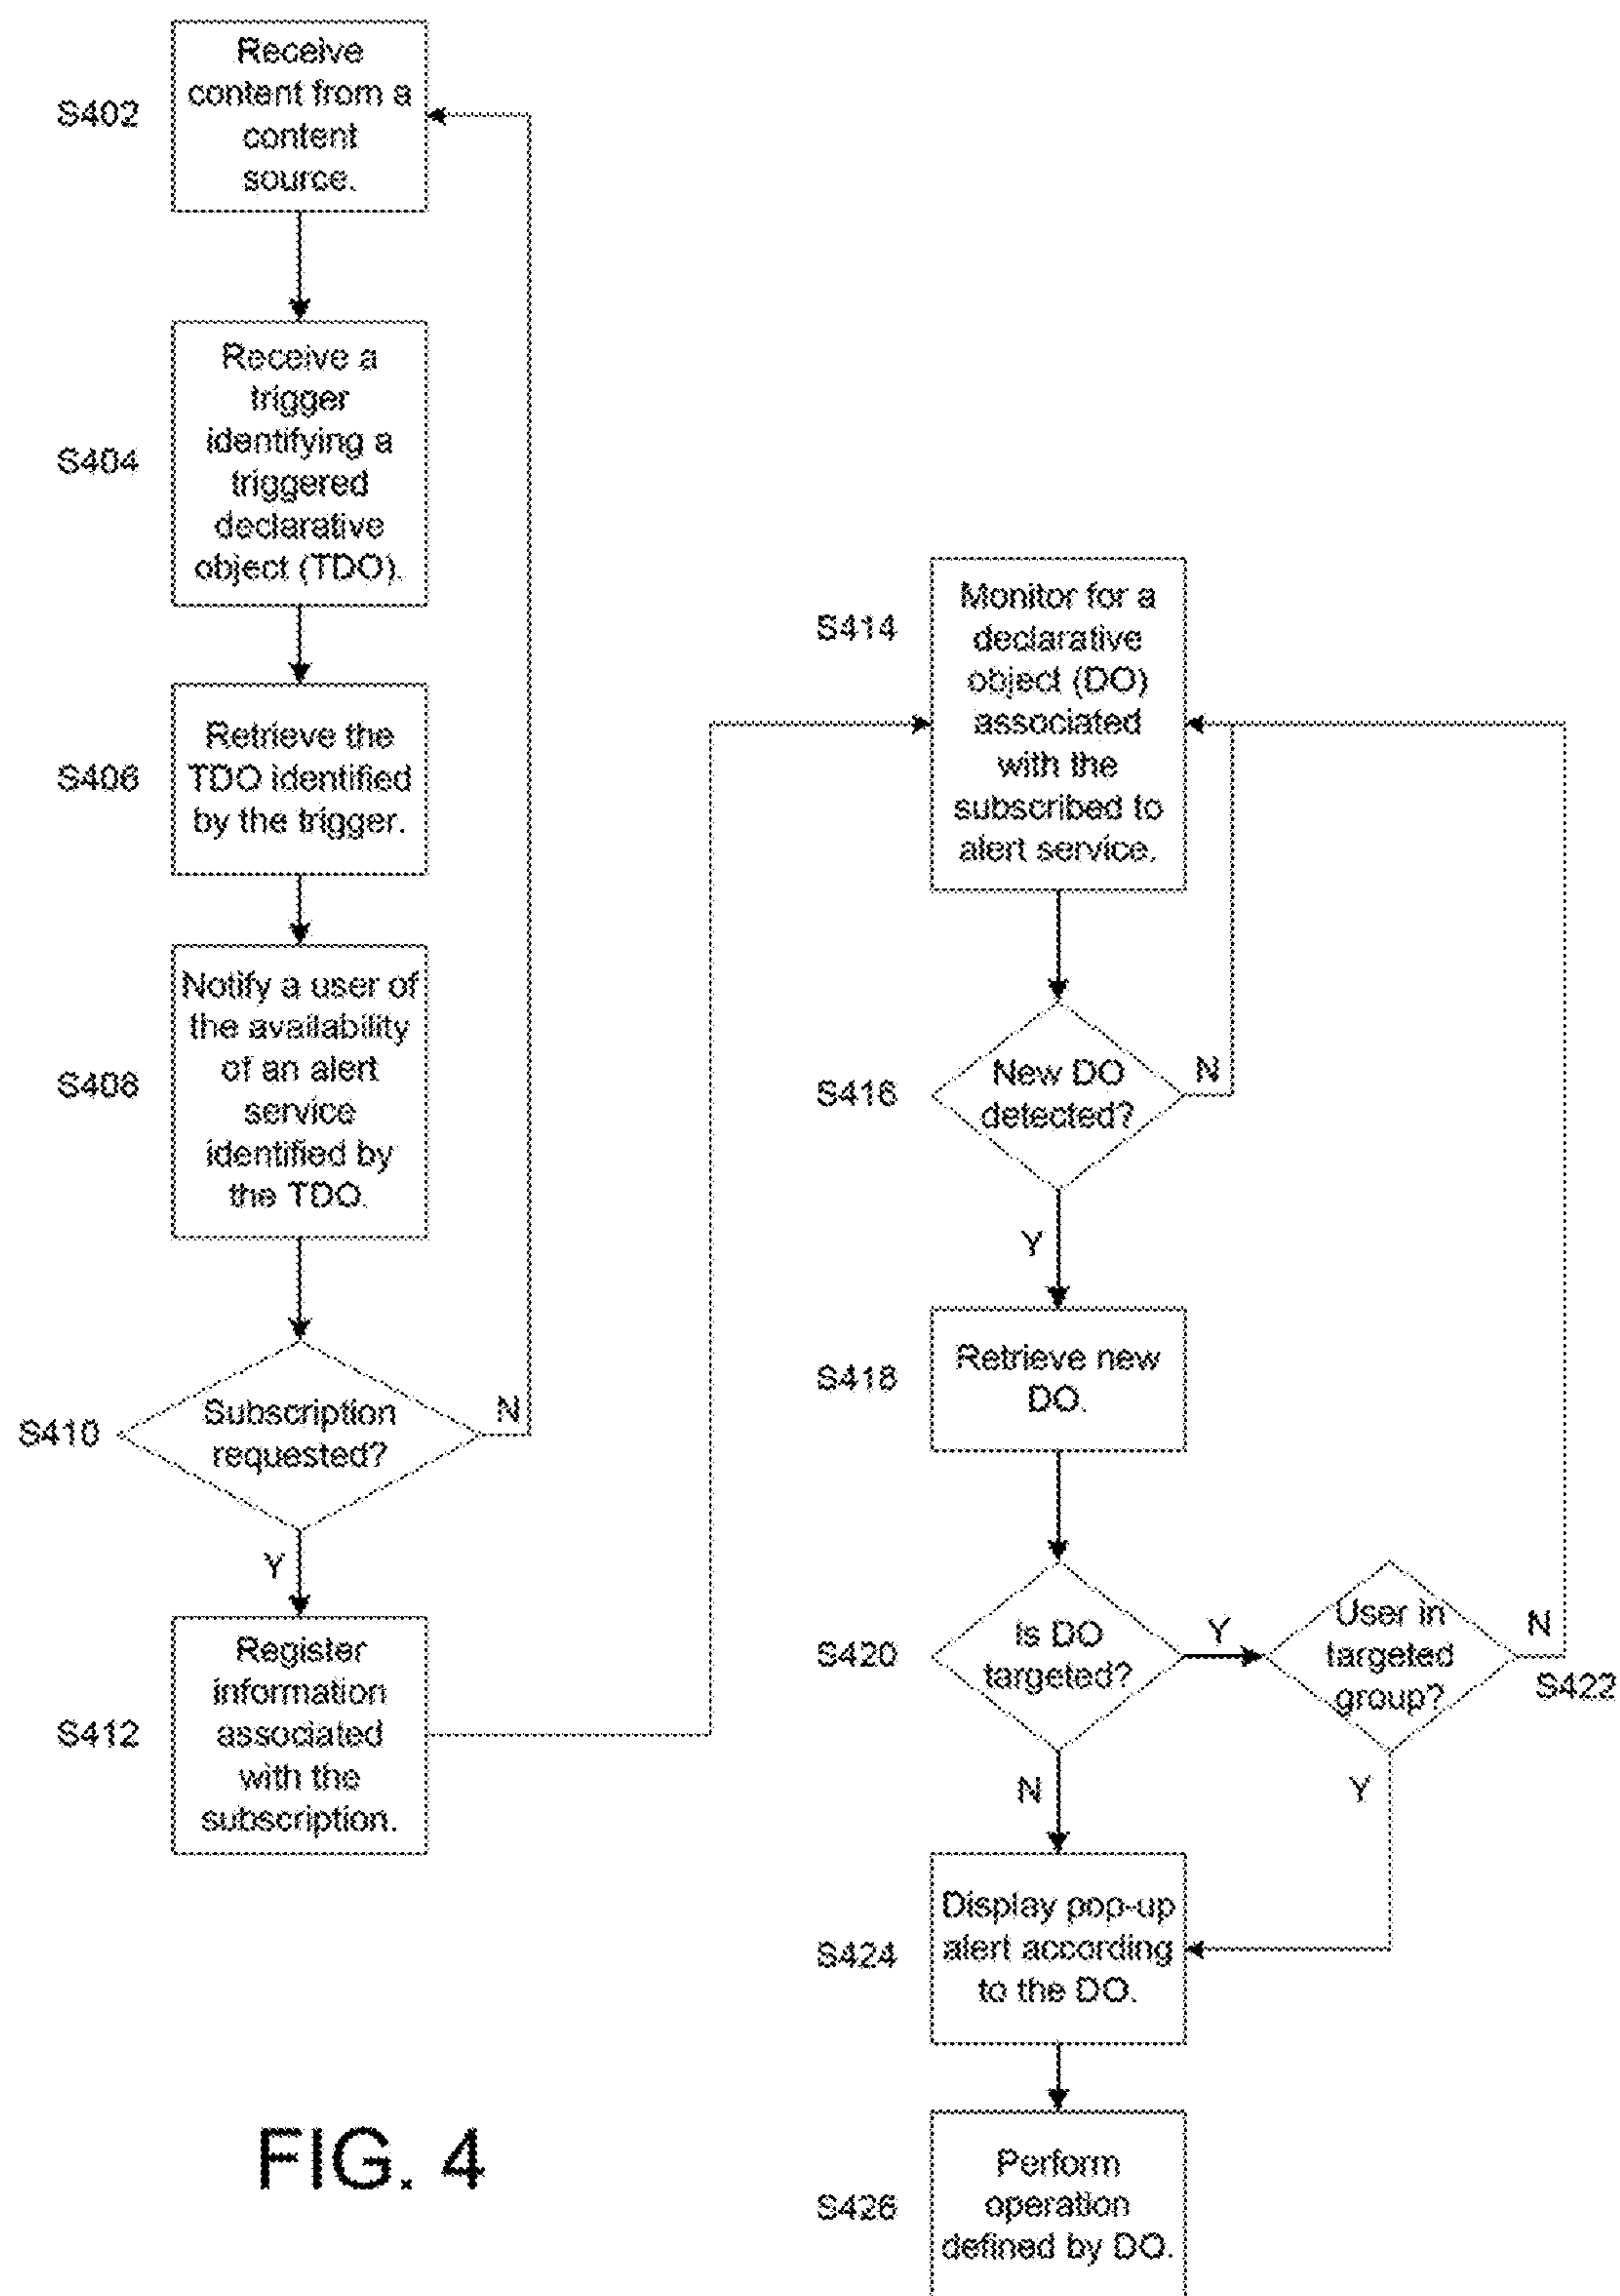 S402
Receive
content from a
content
source.
S404
Receive a
trigger
identifying a
triggered
declarative
object (TDO).
S406
Retrieve the
TDO identified
by the trigger.
S408
Notify a user of
the availability
of an alert
service
identified by
the TDO.
S410
Subscription
requested?
N
Y
S412
Register
information
associated
with the
subscription.
S414
Monitor for a
declarative
object (DO)
associated
with the
subscribed to
alert service.
S416
New DO
detected?
N
Y
S418
Retrieve new
DO.
S420
Is DO
targeted?
Y
N
User in
targeted
group?
N
S422
Y
S424
Display pop-up
alert according
to the DO.
S426
Perform
operation
defined by DO.
FIG. 4